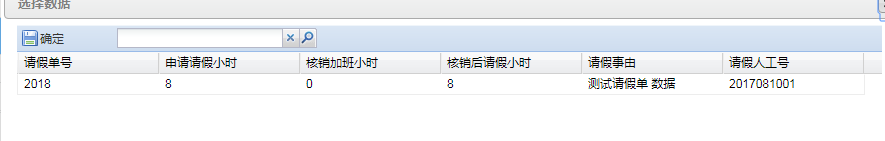 选择数据
确定
请假单号 申请请假小时 核销加班小时 核销后请假小时 请假事由 请假人工号
2018 8 0 8 测试请假单 数据 2017081001